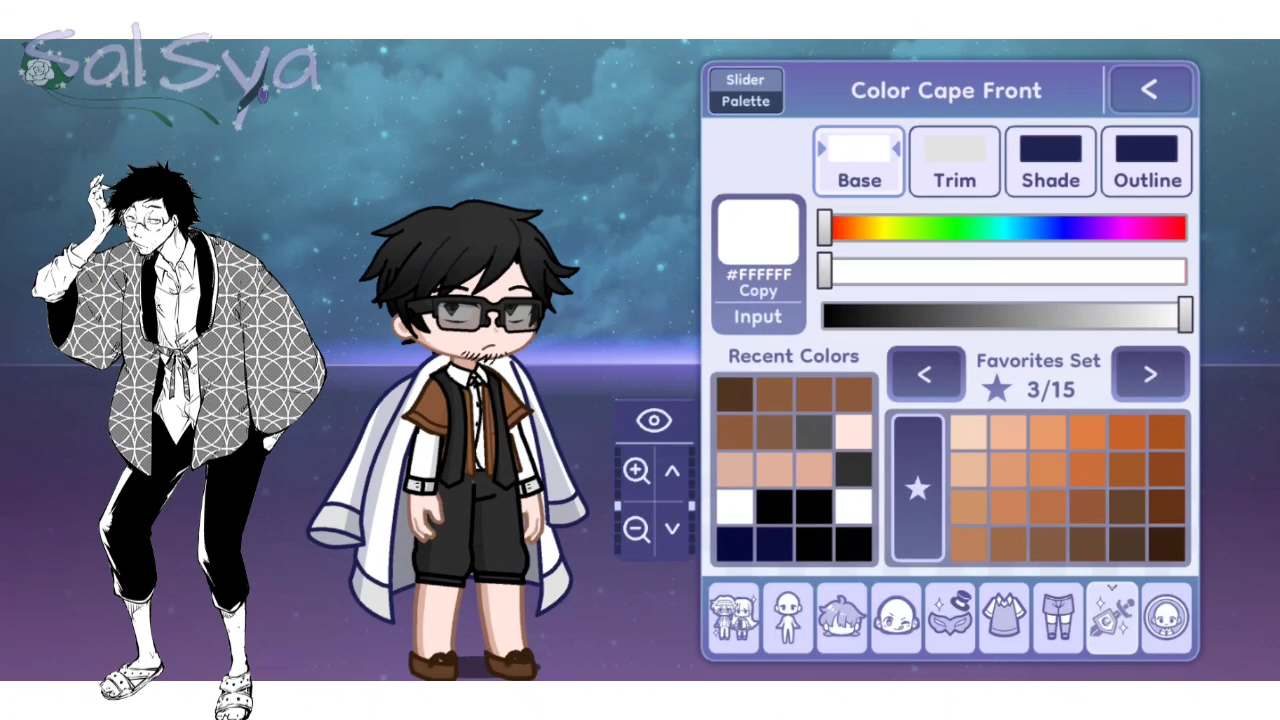 SalSya
Slider
Palette
Color Cape Front
<
Base
Trim
Shade
Outline
#FFFFFF
Copy
Input
Recent Colors
<
Favorites Set
3/15
>